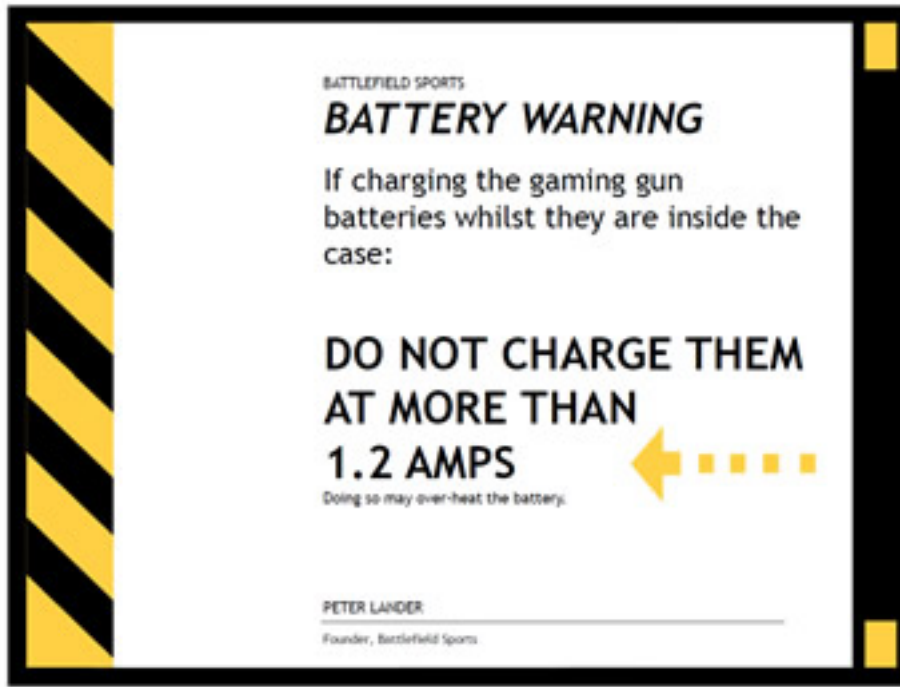 BATTLEFIELD SPORTS
BATTERY WARNING
If charging the gaming gun
batteries whilst they are inside the
case:
DO NOT CHARGE THEM
AT MORE THAN
1.2 AMPS
Doing so may over-heat the battery.
PETER LANDER
Founder, Battlefield Sports